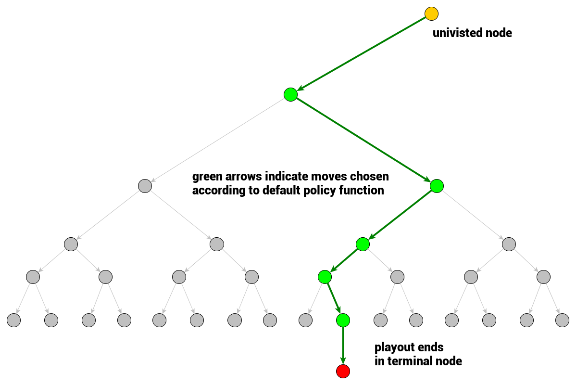 univisted node
green arrows indicate moves chosen
according to default policy function
playout ends
in terminal node